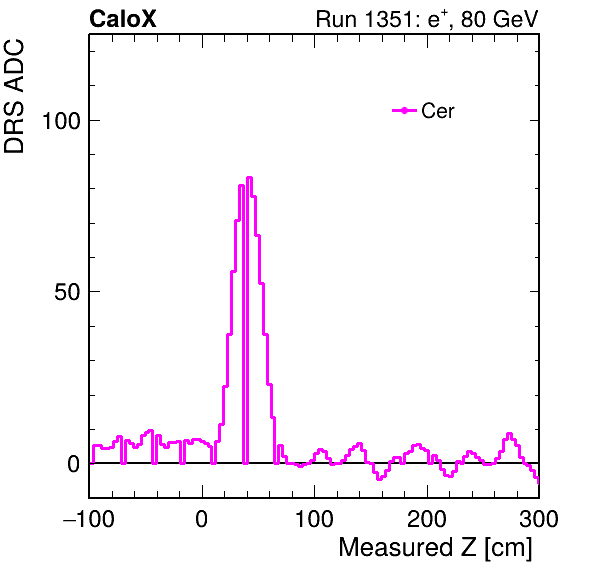 CaloX Run 1351: e⁺, 80 GeV
DRS ADC
Cer
100
50
0
−100 0 100 200 300
Measured Z [cm]